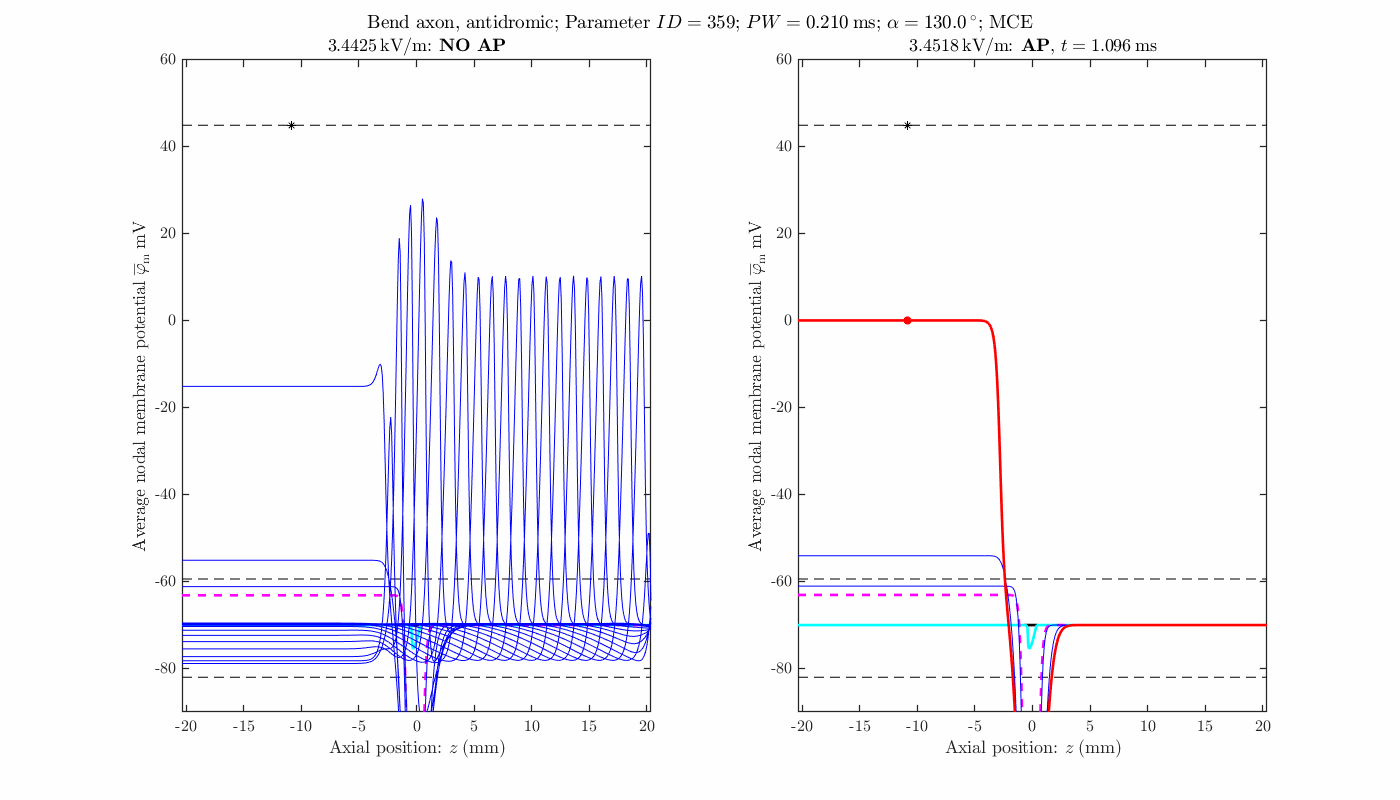 Bend axon, antidromic; Parameter ID = 359; PW = 0.210 ms; α = 130.0°; MCE
3.4425 kV/m: NO AP
3.4518 kV/m: AP, t = 1.096 ms
60
40
20
0
-20
-40
-60
-80
Average nodal membrane potential φ̅m mV
-20 -15 -10 -5 0 5 10 15 20
Axial position: z (mm)
60
40
20
0
-20
-40
-60
-80
Average nodal membrane potential φ̅m mV
-20 -15 -10 -5 0 5 10 15 20
Axial position: z (mm)